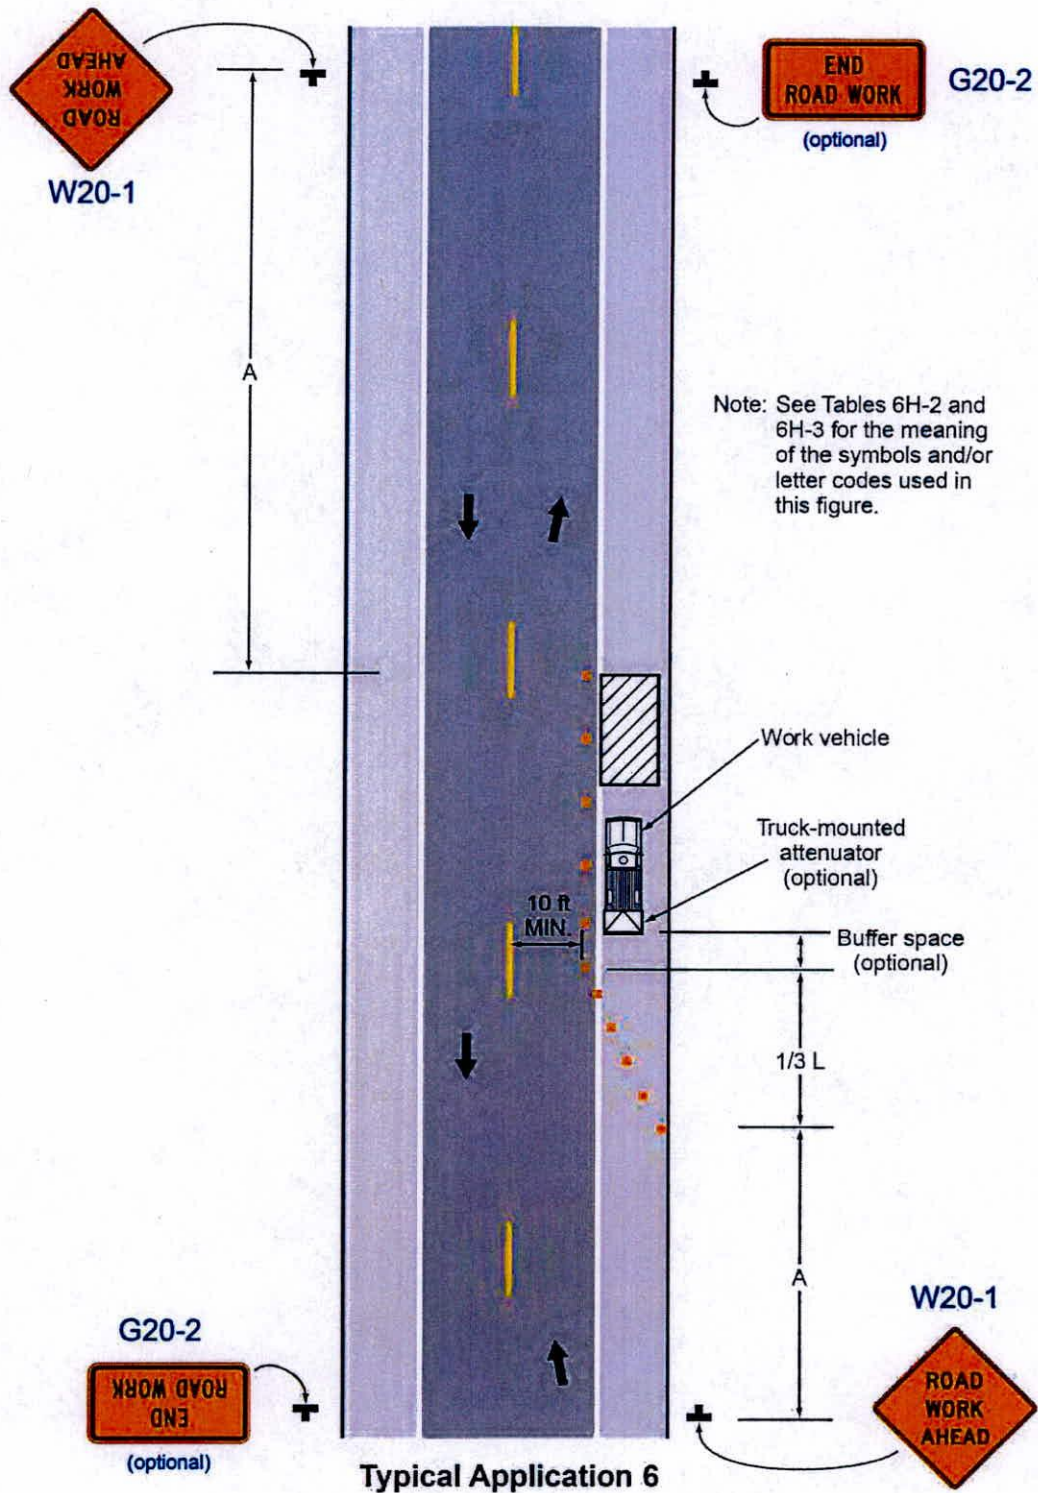 ROAD
WORK
AHEAD
W20-1
END
ROAD WORK
(optional)
G20-2
A
Note: See Tables 6H-2 and
6H-3 for the meaning
of the symbols and/or
letter codes used in
this figure.
Work vehicle
Truck-mounted
attenuator
(optional)
10 ft
MIN.
Buffer space
(optional)
1/3 L
A
G20-2
END
ROAD WORK
(optional)
W20-1
ROAD
WORK
AHEAD
Typical Application 6